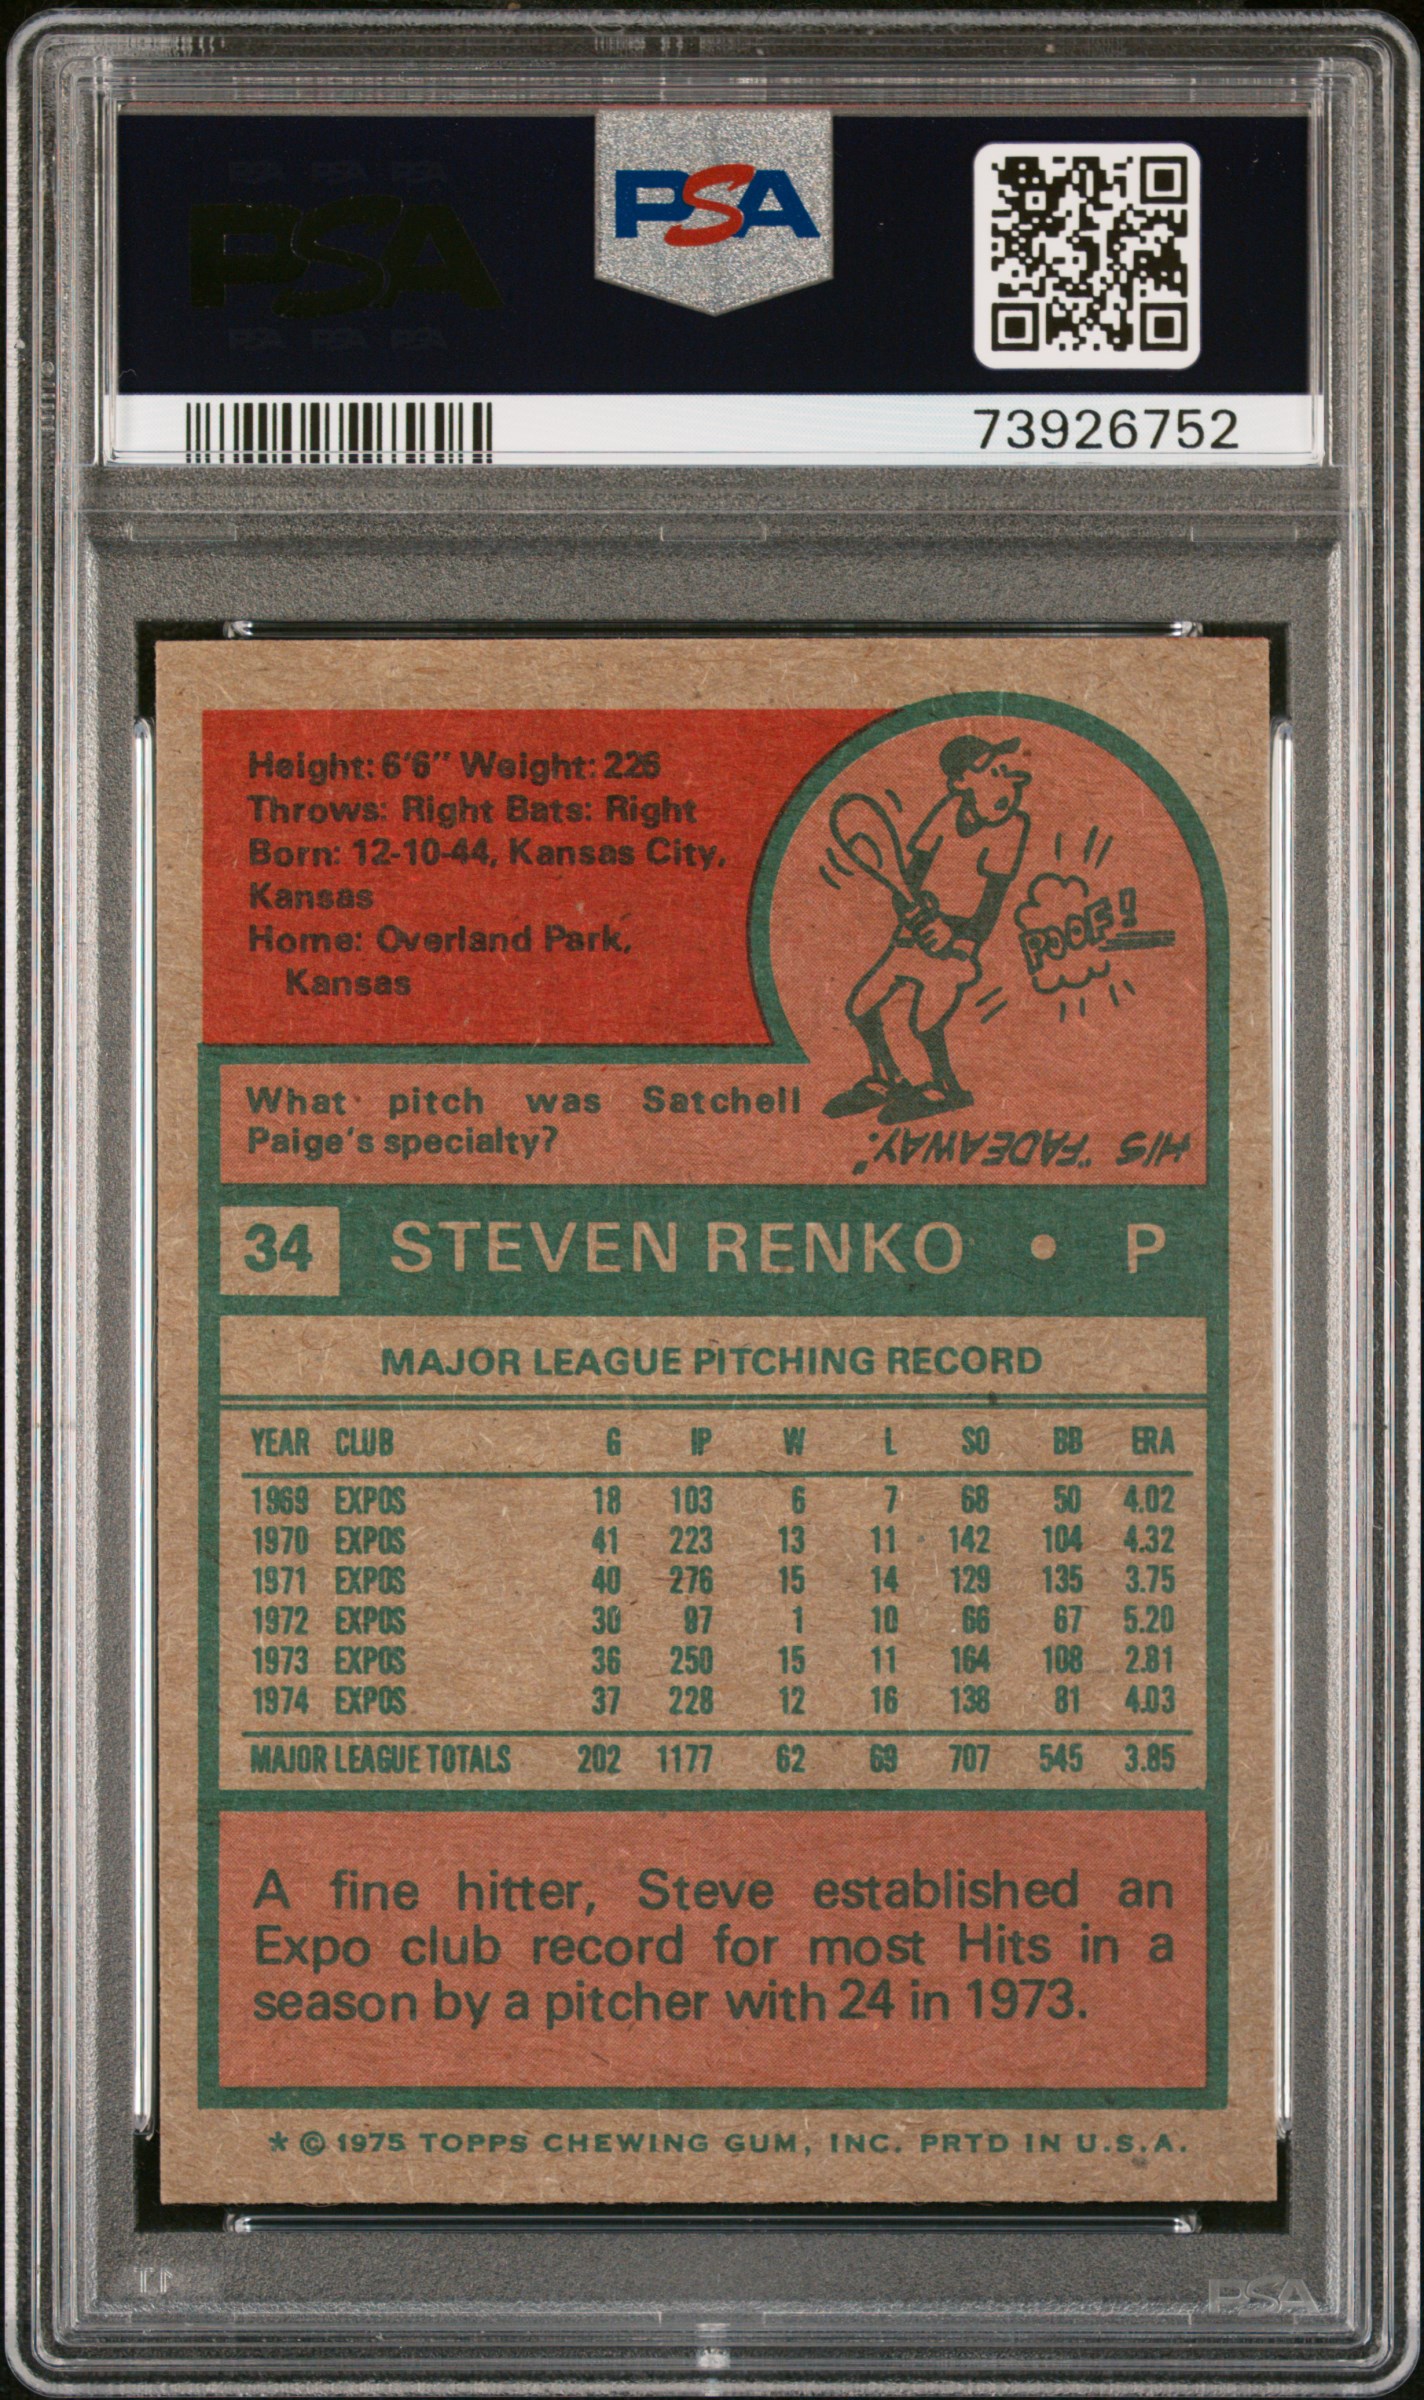 PSA PSA PSA
PSA
PSA PSA PSA
PSA
73926752
Height: 6'6" Weight: 226
Throws: Right Bats: Right
Born: 12-10-44, Kansas City,
Kansas
Home: Overland Park,
Kansas
POOF!
What pitch was Satchell
Paige's specialty?
HIS "FADEAWAY."
34 STEVEN RENKO • P
MAJOR LEAGUE PITCHING RECORD
YEAR CLUB G IP W L SO BB ERA
1969 EXPOS 18 103 6 7 68 50 4.02
1970 EXPOS 41 223 13 11 142 104 4.32
1971 EXPOS 40 276 15 14 129 135 3.75
1972 EXPOS 30 97 1 10 66 67 5.20
1973 EXPOS 36 250 15 11 164 108 2.81
1974 EXPOS 37 228 12 16 138 81 4.03
MAJOR LEAGUE TOTALS 202 1177 62 69 707 545 3.85
A fine hitter, Steve established an
Expo club record for most Hits in a
season by a pitcher with 24 in 1973.
* © 1975 TOPPS CHEWING GUM, INC. PRTD IN U.S.A.
PSA